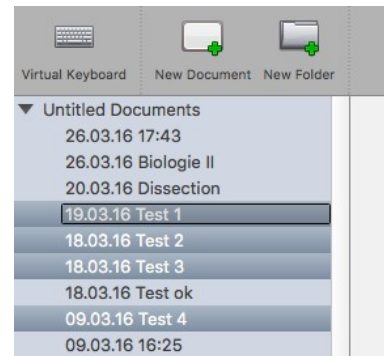 Virtual Keyboard New Document New Folder
Untitled Documents
26.03.16 17:43
26.03.16 Biologie II
20.03.16 Dissection
19.03.16 Test 1
18.03.16 Test 2
18.03.16 Test 3
18.03.16 Test ok
09.03.16 Test 4
09.03.16 16:25